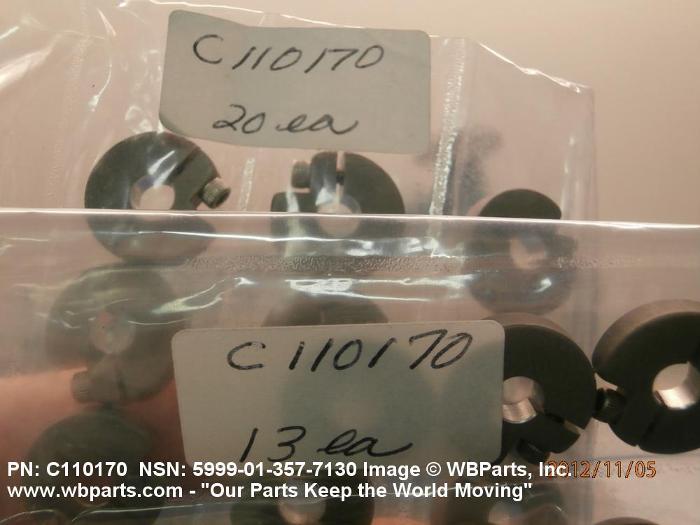 C110170
20 ea
C110170
13 ea
PN: C110170 NSN: 5999-01-357-7130 Image © WBParts, Inc.
2012/11/05
www.wbparts.com - "Our Parts Keep the World Moving"